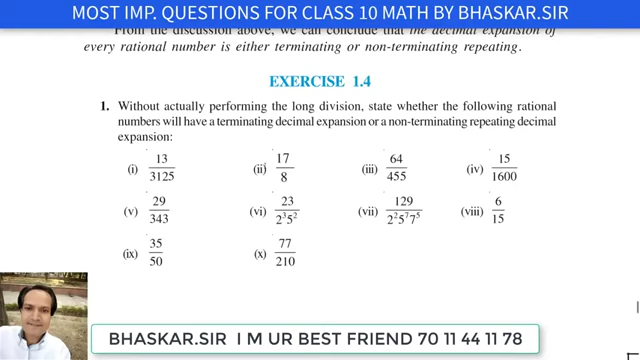 MOST IMP. QUESTIONS FOR CLASS 10 MATH BY BHASKAR.SIR
From the discussion above, we can conclude that the decimal expansion of
every rational number is either terminating or non-terminating repeating.
EXERCISE 1.4
1. Without actually performing the long division, state whether the following rational
numbers will have a terminating decimal expansion or a non-terminating repeating decimal
expansion:
(i) 13/3125 (ii) 17/8 (iii) 64/455 (iv) 15/1600
(v) 29/343 (vi) 23/2³5² (vii) 129/2²5⁷7⁵ (viii) 6/15
(ix) 35/50 (x) 77/210
BHASKAR.SIR I M UR BEST FRIEND 70 11 44 11 78